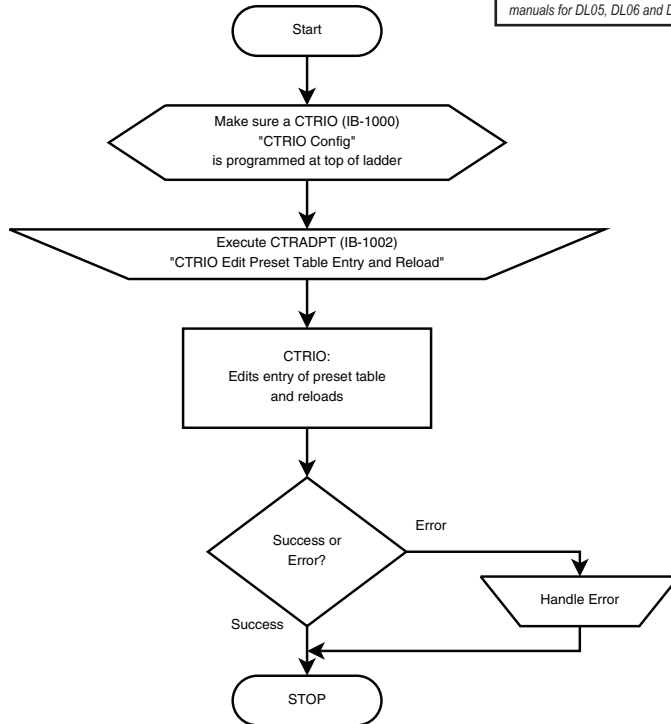 manuals for DL05, DL06 and
Start
Make sure a CTRIO (IB-1000)
"CTRIO Config"
is programmed at top of ladder
Execute CTRADPT (IB-1002)
"CTRIO Edit Preset Table Entry and Reload"
CTRIO:
Edits entry of preset table
and reloads
Success or
Error?
Error
Handle Error
Success
STOP